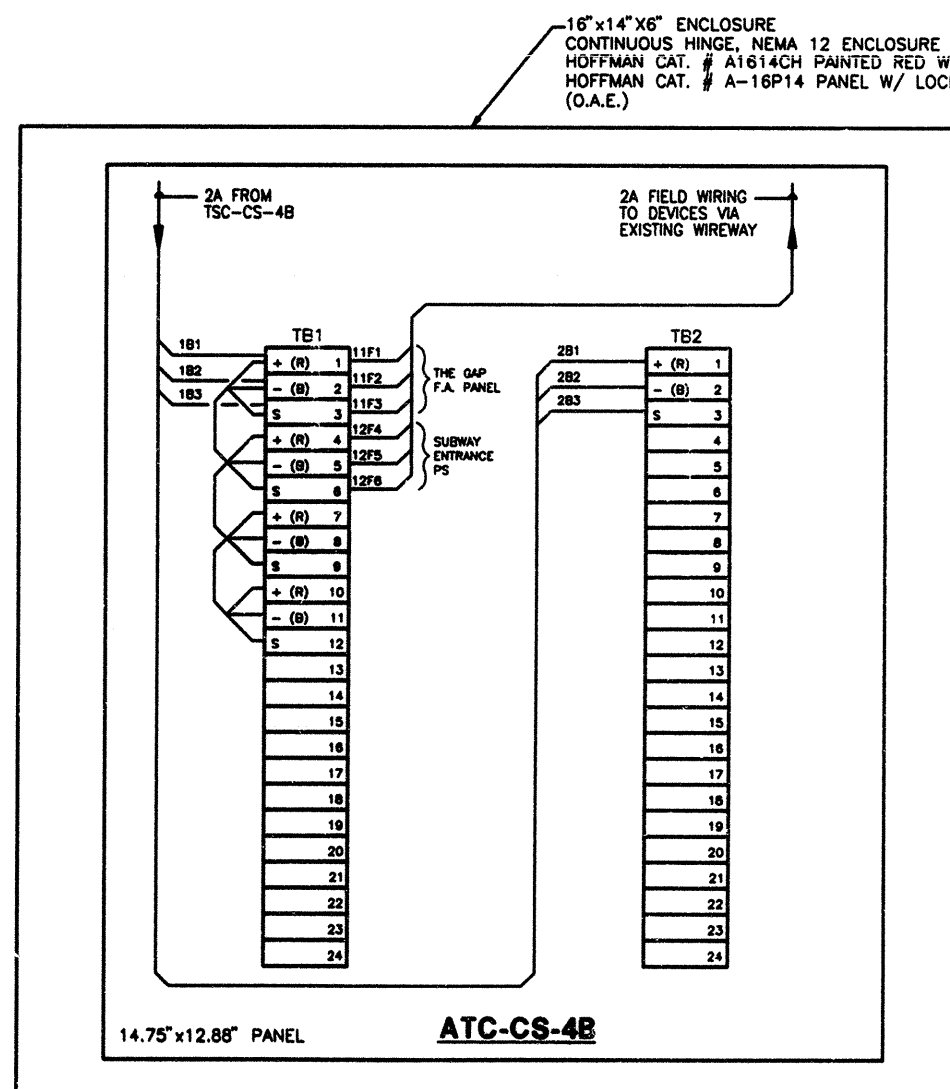 16"x14"X6" ENCLOSURE
CONTINUOUS HINGE, NEMA 12 ENCLOSURE
HOFFMAN CAT. # A1614CH PAINTED RED W
HOFFMAN CAT. # A-16P14 PANEL W/
(O.A.E.)
2A FROM
TSC-CS-4B
2A FIELD WIRING
TO DEVICES VIA
EXISTING WIREWAY
TB1
1B1
1B2
1B3
+ (R) 1
- (B) 2
S 3
+ (R) 4
- (B) 5
S 6
+ (R) 7
- (B) 8
S 9
+ (R) 10
- (B) 11
S 12
13
14
15
16
17
18
19
20
21
22
23
24
11F1
11F2
11F3
12F4
12F5
12F6
THE GAP
F.A. PANEL
SUBWAY
ENTRANCE
PS
TB2
2B1
2B2
2B3
+ (R) 1
- (B) 2
S 3
4
5
6
7
8
9
10
11
12
13
14
15
16
17
18
19
20
21
22
23
24
14.75"x12.88" PANEL
ATC-CS-4B